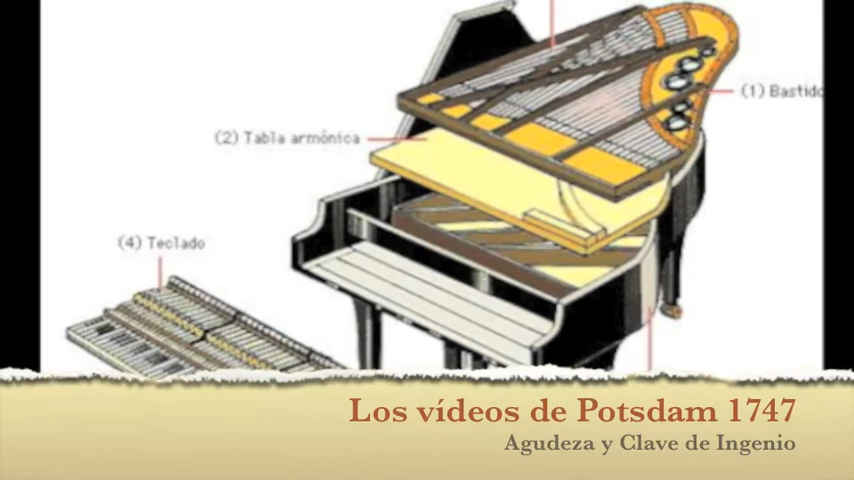 (1) Bastido
(2) Tabla armónica
(4) Teclado
Los vídeos de Potsdam 1747
Agudeza y Clave de Ingenio